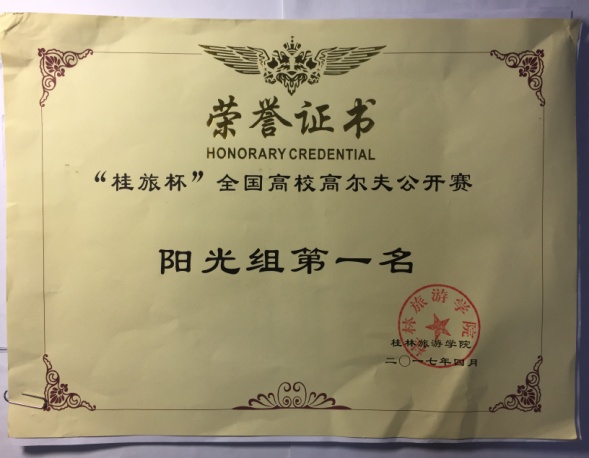 荣誉证书
HONORARY CREDENTIAL
“桂旅杯”全国高校高尔夫公开赛
阳光组第一名
桂林旅游学院
桂林旅游学院
二〇一七年四月